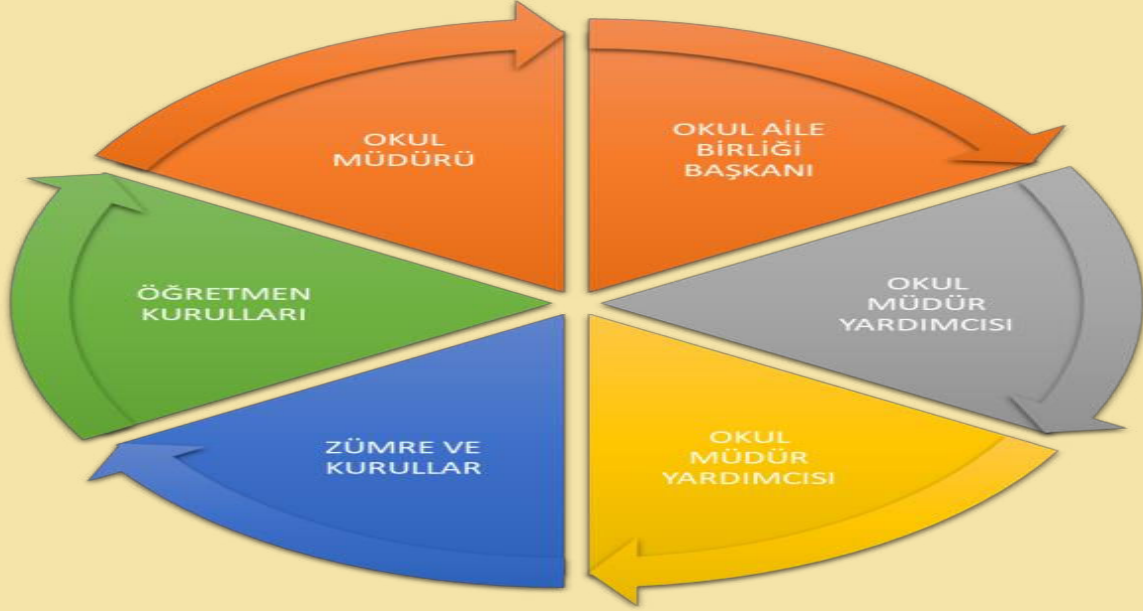 OKUL
MÜDÜRÜ
OKUL AİLE
BİRLİĞİ
BAŞKANI
OKUL
MÜDÜR
YARDIMCISI
OKUL
MÜDÜR
YARDIMCISI
ZÜMRE VE
KURULLAR
ÖĞRETMEN
KURULLARI